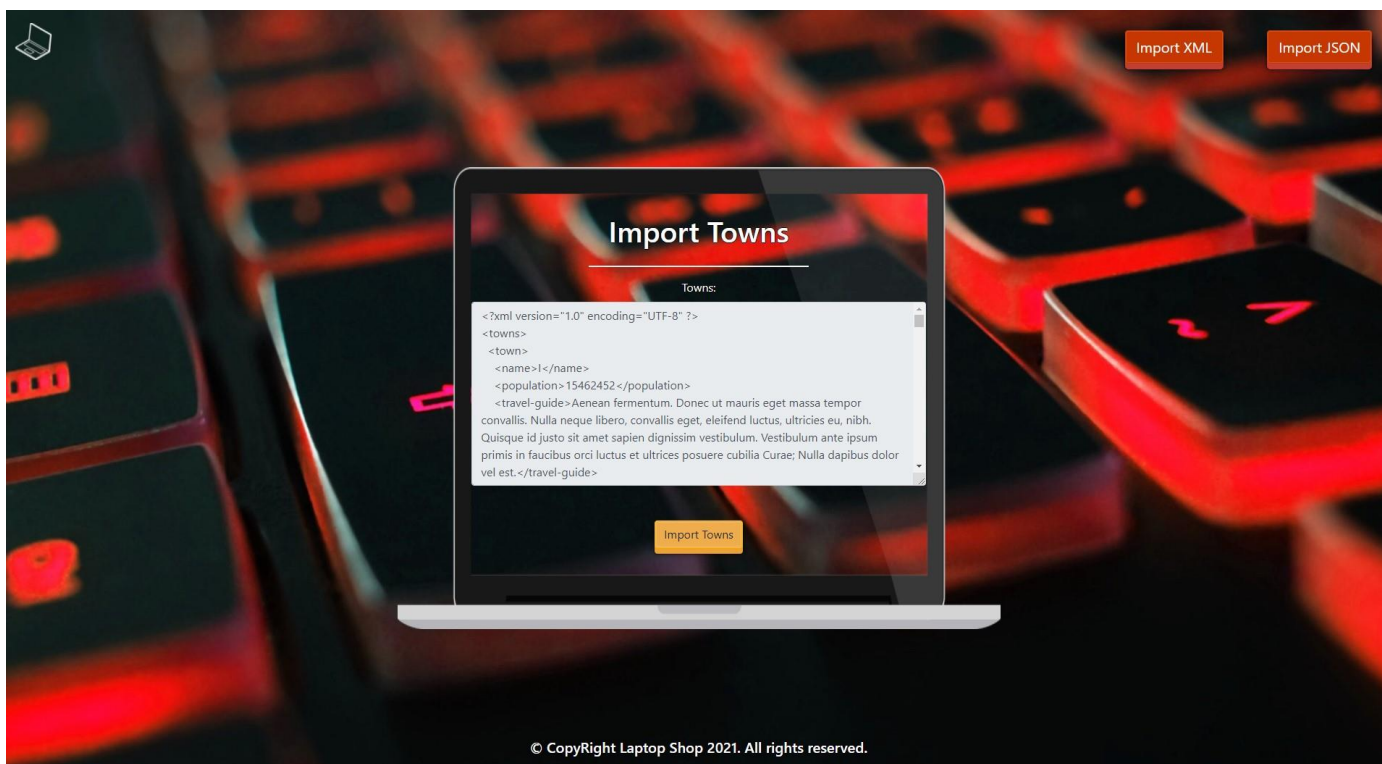 Import XML
Import JSON
Import Towns
Towns:
<?xml version="1.0" encoding="UTF-8" ?>
<towns>
<town>
<name>I</name>
<population>15462452</population>
<travel-guide>Aenean fermentum. Donec ut mauris eget massa tempor
convallis. Nulla neque libero, convallis eget, eleifend luctus, ultricies eu, nibh.
Quisque id justo sit amet sapien dignissim vestibulum. Vestibulum ante ipsum
primis in faucibus orci luctus et ultrices posuere cubilia Curae; Nulla dapibus dolor
vel est.</travel-guide>
Import Towns
© CopyRight Laptop Shop 2021. All rights reserved.